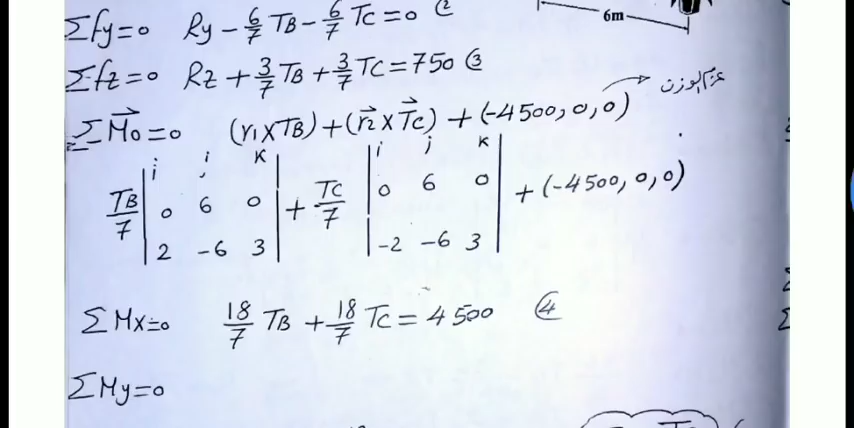 Σfy=0 Ry - 6/7 TB - 6/7 TC = 0 ②
6m
Σfz=0 Rz + 3/7 TB + 3/7 TC = 750 ③
عزم الوزن
ΣM⃗o=0 (r1 x TB) + (r⃗2 x T⃗c) + (-4500, 0, 0)
i j K i j K
TB/7 | 0 6 0 | + TC/7 | 0 6 0 | + (-4500, 0, 0)
2 -6 3 -2 -6 3
ΣMx=0 18/7 TB + 18/7 TC = 4500 ④
ΣMy=0